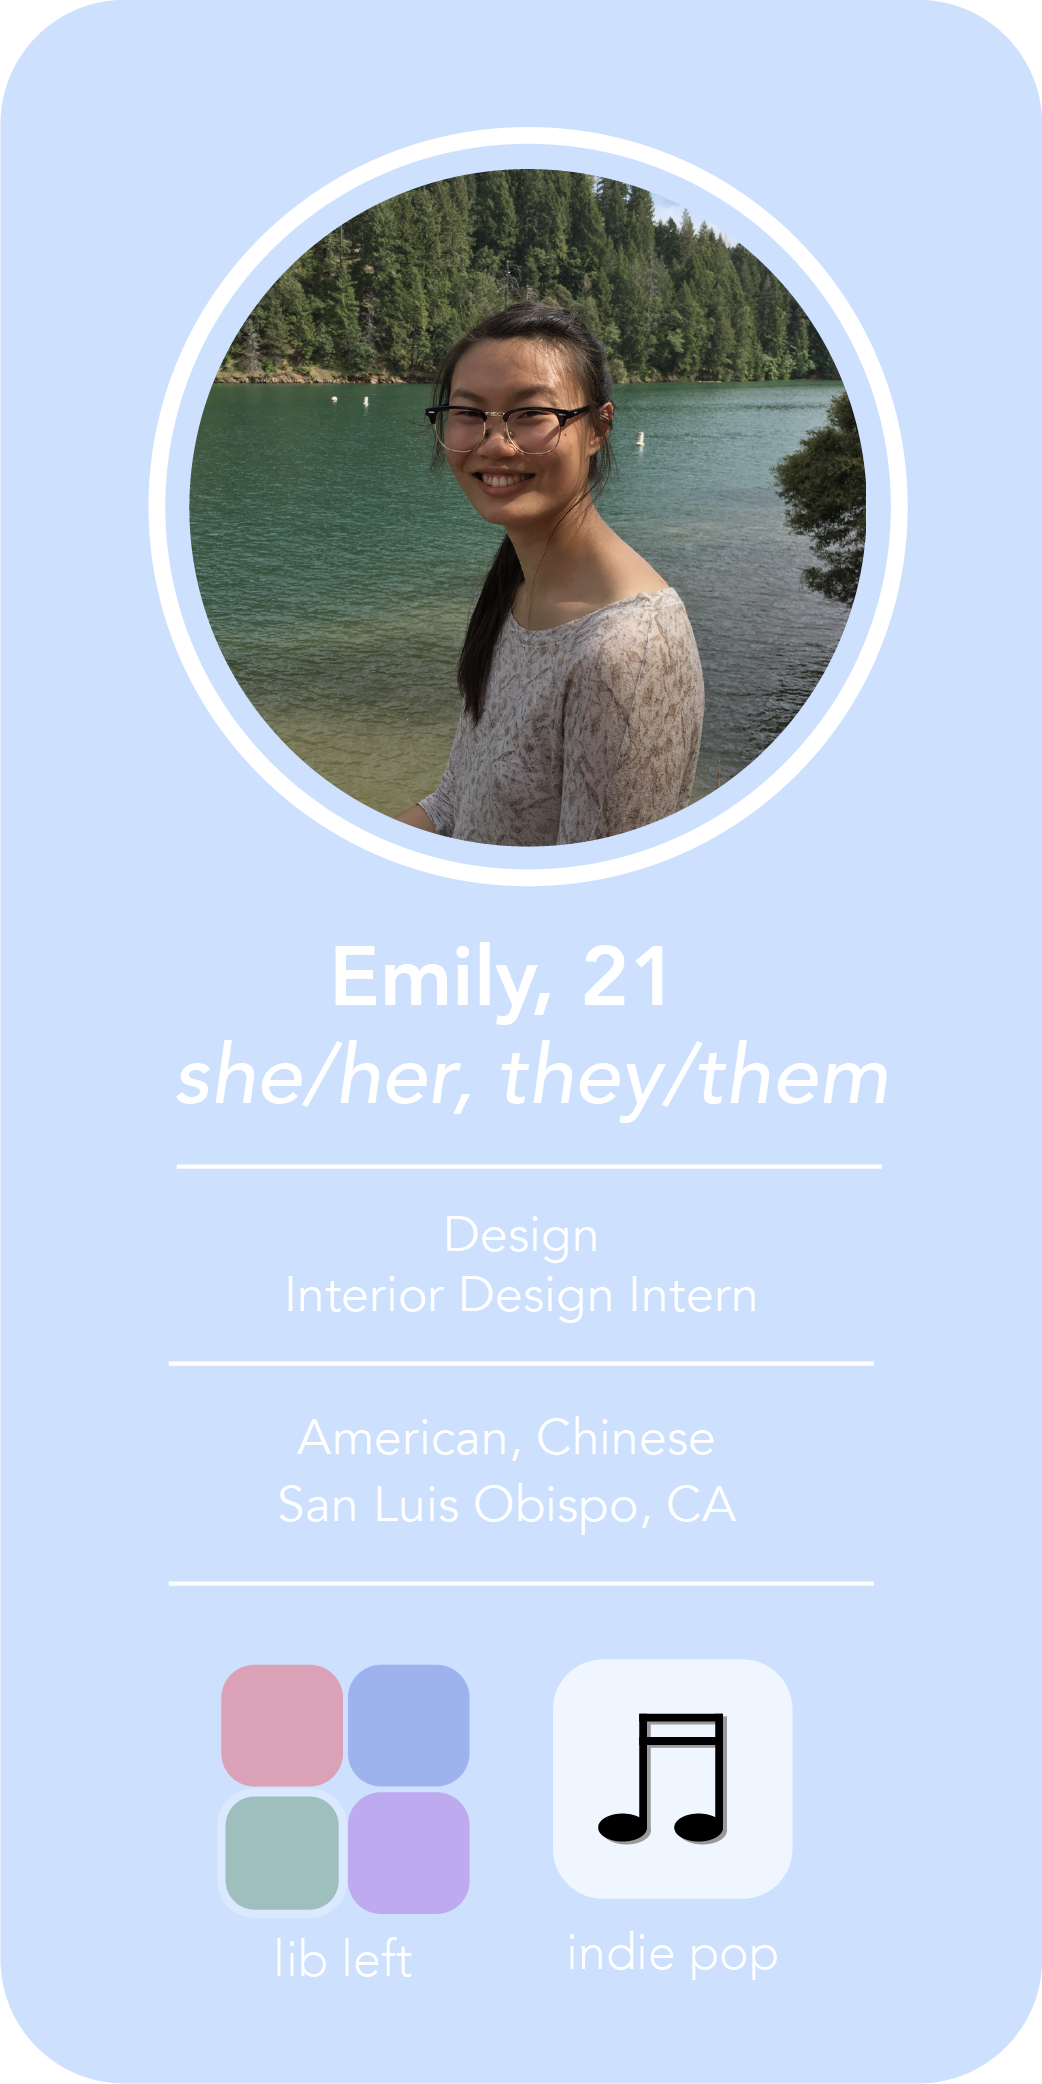 Emily, 21
she/her, they/them
Design
Interior Design Intern
American, Chinese
San Luis Obispo, CA
lib left
indie pop